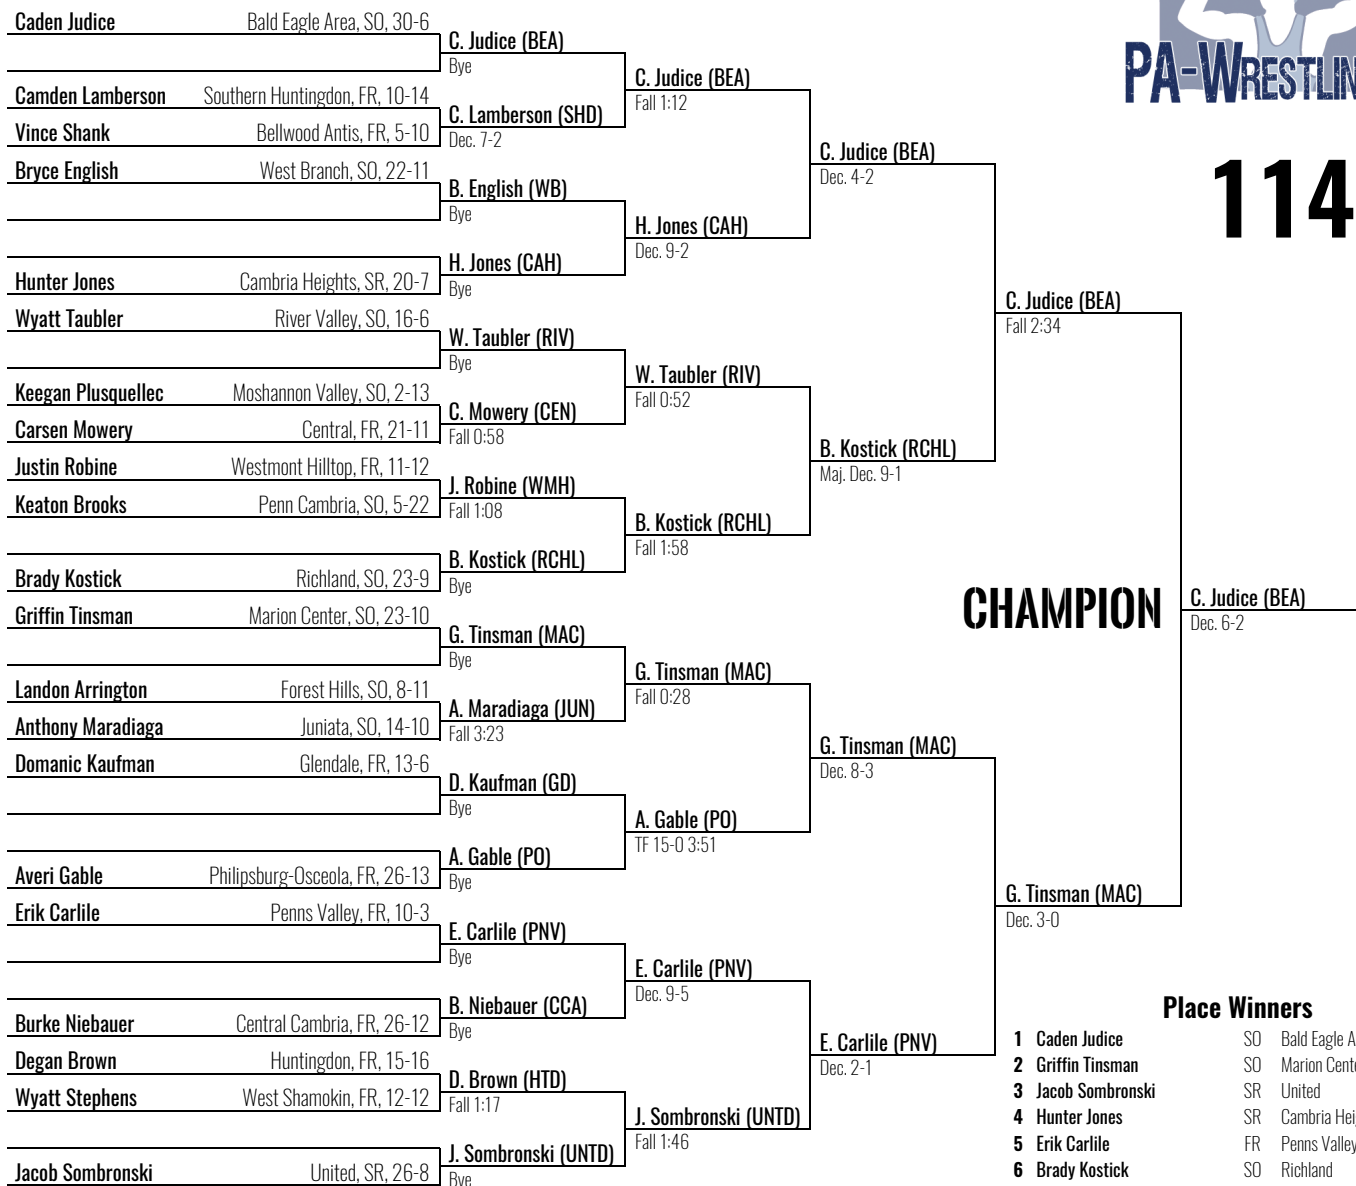 Caden Judice Bald Eagle Area, SO, 30-6
C. Judice (BEA)
Bye
Camden Lamberson Southern Huntingdon, FR, 10-14
Vince Shank Bellwood Antis, FR, 5-10
C. Lamberson (SHD)
Dec. 7-2
C. Judice (BEA)
Fall 1:12
Bryce English West Branch, SO, 22-11
B. English (WB)
Bye
Hunter Jones Cambria Heights, SR, 20-7
H. Jones (CAH)
Bye
H. Jones (CAH)
Dec. 9-2
C. Judice (BEA)
Dec. 4-2
Wyatt Taubler River Valley, SO, 16-6
W. Taubler (RIV)
Bye
Keegan Plusquellec Moshannon Valley, SO, 2-13
Carsen Mowery Central, FR, 21-11
C. Mowery (CEN)
Fall 0:58
W. Taubler (RIV)
Fall 0:52
Justin Robine Westmont Hilltop, FR, 11-12
Keaton Brooks Penn Cambria, SO, 5-22
J. Robine (WMH)
Fall 1:08
Brady Kostick Richland, SO, 23-9
B. Kostick (RCHL)
Bye
B. Kostick (RCHL)
Fall 1:58
B. Kostick (RCHL)
Maj. Dec. 9-1
C. Judice (BEA)
Fall 2:34
Griffin Tinsman Marion Center, SO, 23-10
G. Tinsman (MAC)
Bye
Landon Arrington Forest Hills, SO, 8-11
Anthony Maradiaga Juniata, SO, 14-10
A. Maradiaga (JUN)
Fall 3:23
G. Tinsman (MAC)
Fall 0:28
Domanic Kaufman Glendale, FR, 13-6
D. Kaufman (GD)
Bye
Averi Gable Philipsburg-Osceola, FR, 26-13
A. Gable (PO)
Bye
A. Gable (PO)
TF 15-0 3:51
G. Tinsman (MAC)
Dec. 8-3
Erik Carlile Penns Valley, FR, 10-3
E. Carlile (PNV)
Bye
Burke Niebauer Central Cambria, FR, 26-12
B. Niebauer (CCA)
Bye
E. Carlile (PNV)
Dec. 9-5
Degan Brown Huntingdon, FR, 15-16
Wyatt Stephens West Shamokin, FR, 12-12
D. Brown (HTD)
Fall 1:17
Jacob Sombronski United, SR, 26-8
J. Sombronski (UNTD)
Bye
J. Sombronski (UNTD)
Fall 1:46
E. Carlile (PNV)
Dec. 2-1
G. Tinsman (MAC)
Dec. 3-0
CHAMPION
C. Judice (BEA)
Dec. 6-2
PA-WRESTLIN
114
Place Winners
1 Caden Judice SO Bald Eagle A
2 Griffin Tinsman SO Marion Cente
3 Jacob Sombronski SR United
4 Hunter Jones SR Cambria Hei
5 Erik Carlile FR Penns Valley
6 Brady Kostick SO Richland